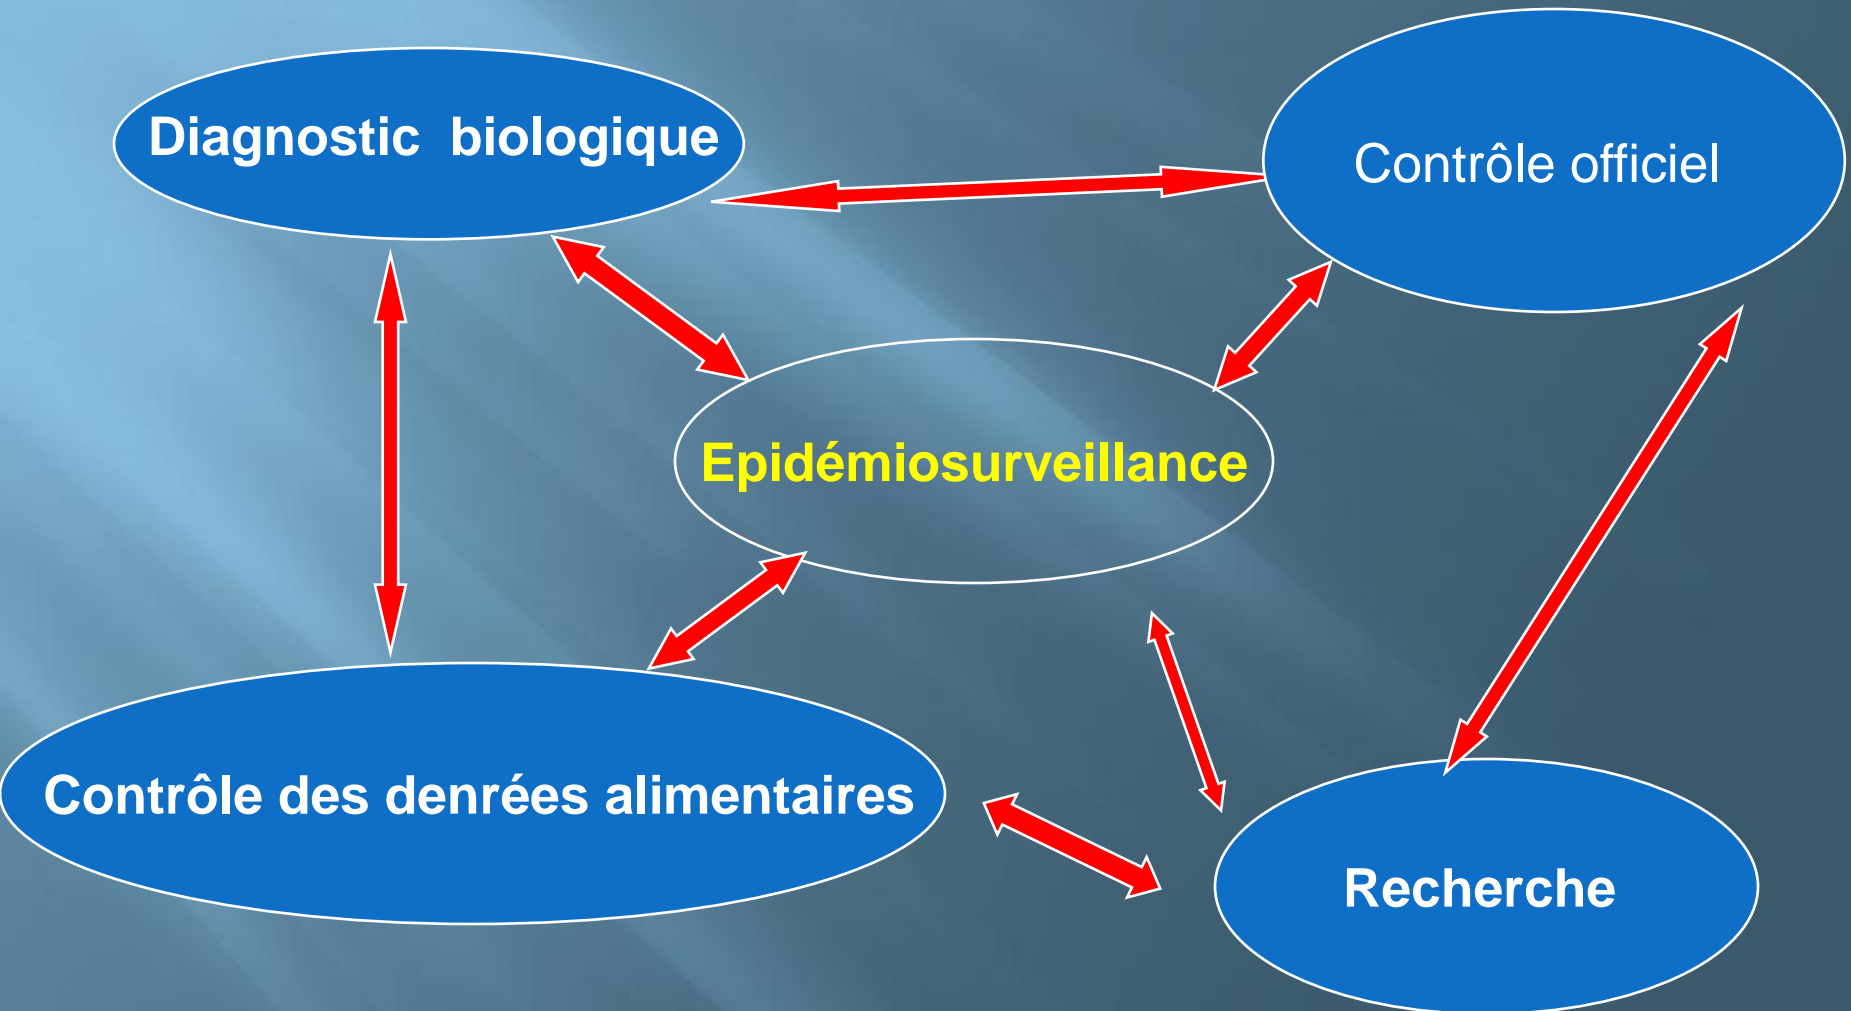 Diagnostic biologique
Contrôle officiel
Epidémiosurveillance
Contrôle des denrées alimentaires
Recherche